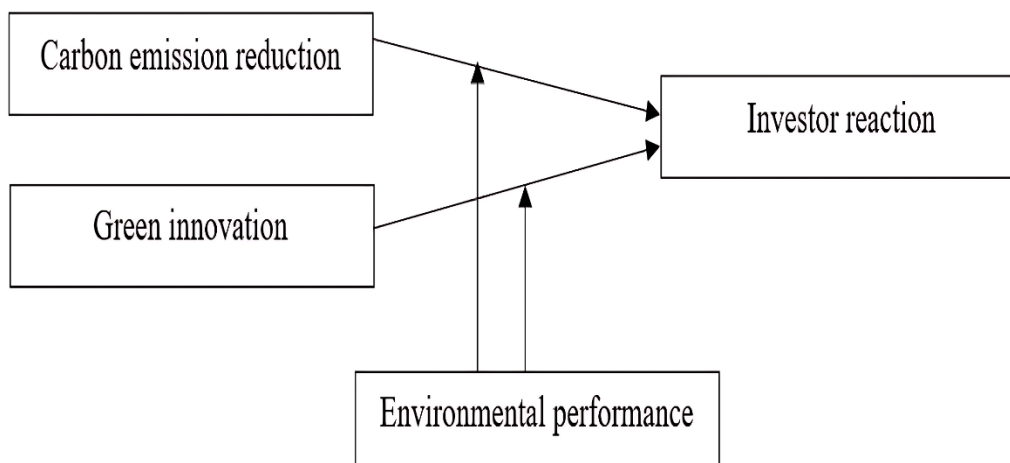 Carbon emission reduction
Investor reaction
Green innovation
Environmental performance